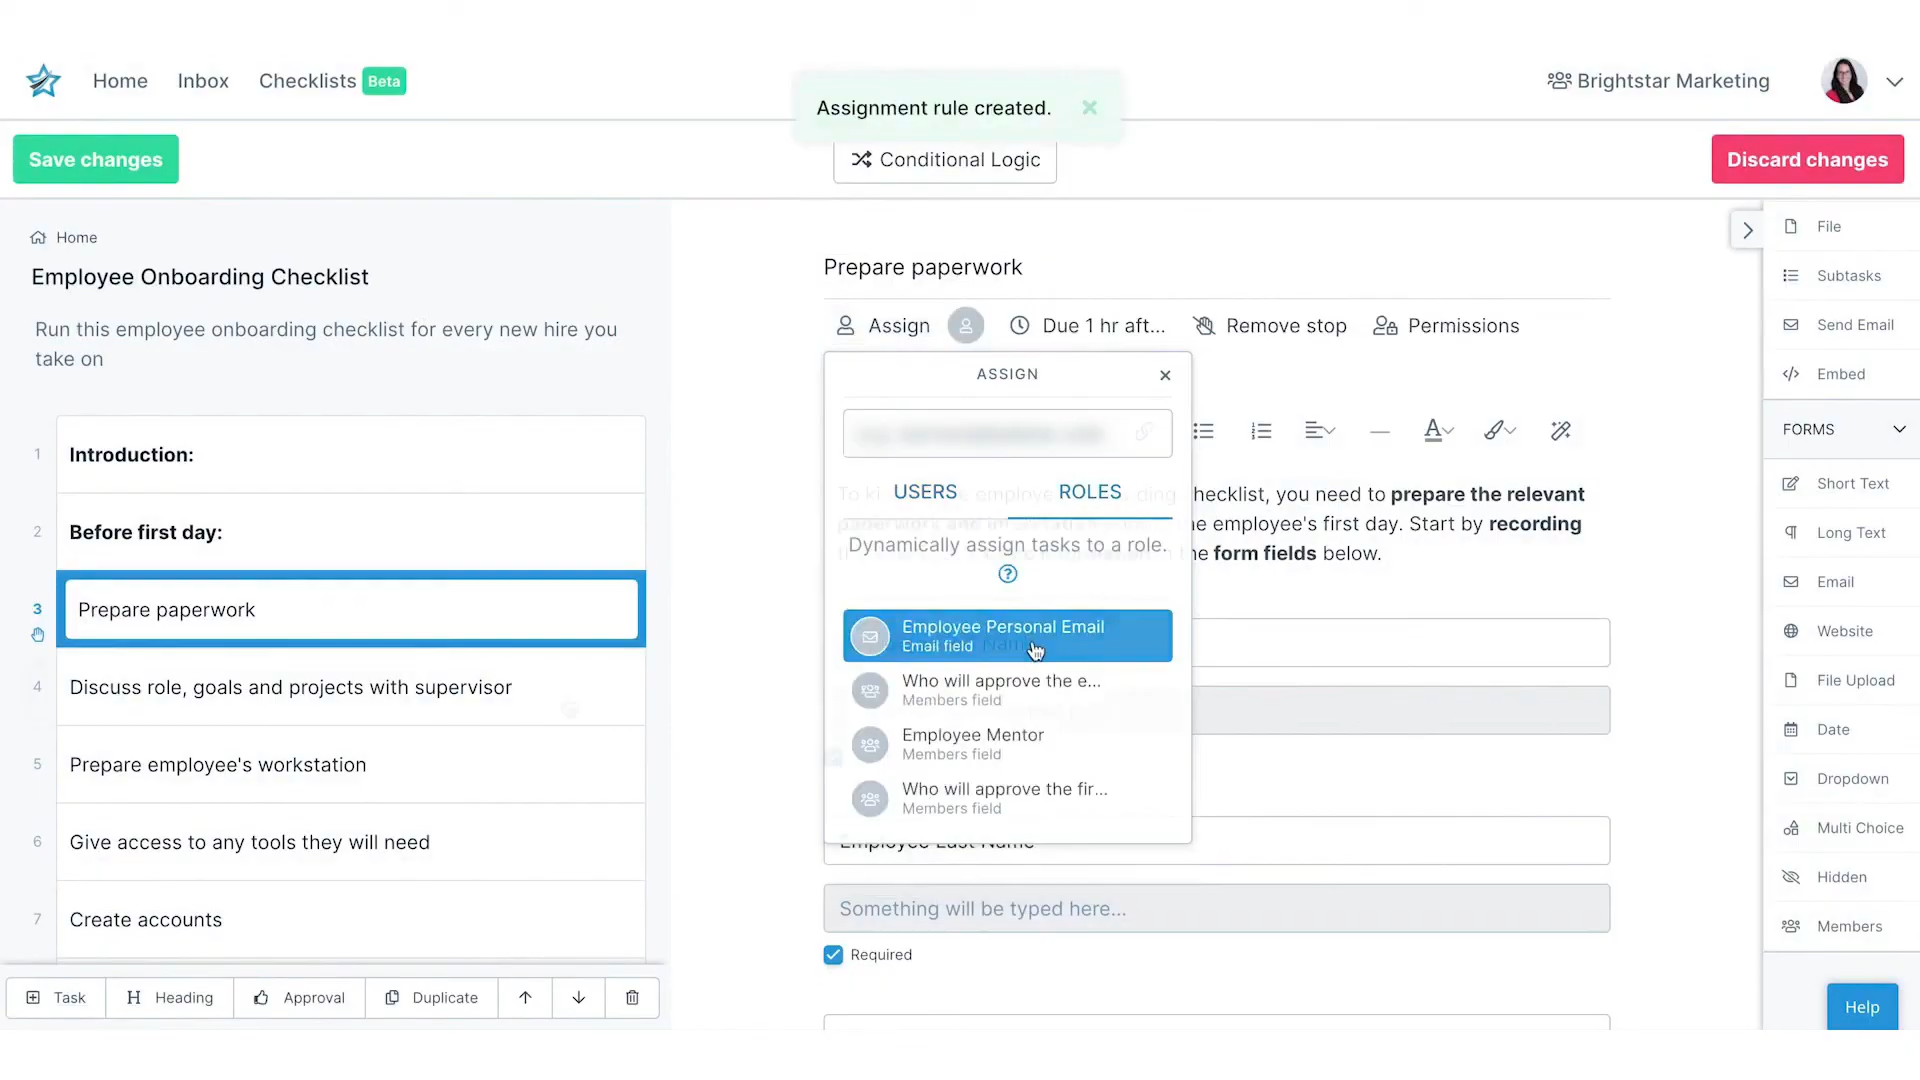 Home
Inbox
Checklists Beta
Brightstar Marketing
Assignment rule created.
Save changes
Conditional Logic
Discard changes
Home
Employee Onboarding Checklist
Run this employee onboarding checklist for every new hire you
take on
1 Introduction:
2 Before first day:
3 Prepare paperwork
4 Discuss role, goals and projects with supervisor
5 Prepare employee's workstation
6 Give access to any tools they will need
7 Create accounts
Task
H Heading
Approval
Duplicate
Prepare paperwork
Assign
Due 1 hr aft...
Remove stop
Permissions
ASSIGN
USERS
ROLES
Dynamically assign tasks to a role.
?
Employee Personal Email
Email field
Who will approve the e...
Members field
Employee Mentor
Members field
Who will approve the fir...
Members field
hecklist, you need to prepare the relevant
he employee's first day. Start by recording
he form fields below.
Employee Last Name
Something will be typed here...
Required
File
Subtasks
Send Email
Embed
FORMS
Short Text
Long Text
Email
Website
File Upload
Date
Dropdown
Multi Choice
Hidden
Members
Help